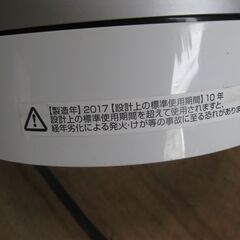 【製造年】2017【設計上の標準使用期間】10年
設計上の標準使用期間を超えて使用されますと、
経年劣化による発火・けが等の事故に至る恐れがありま